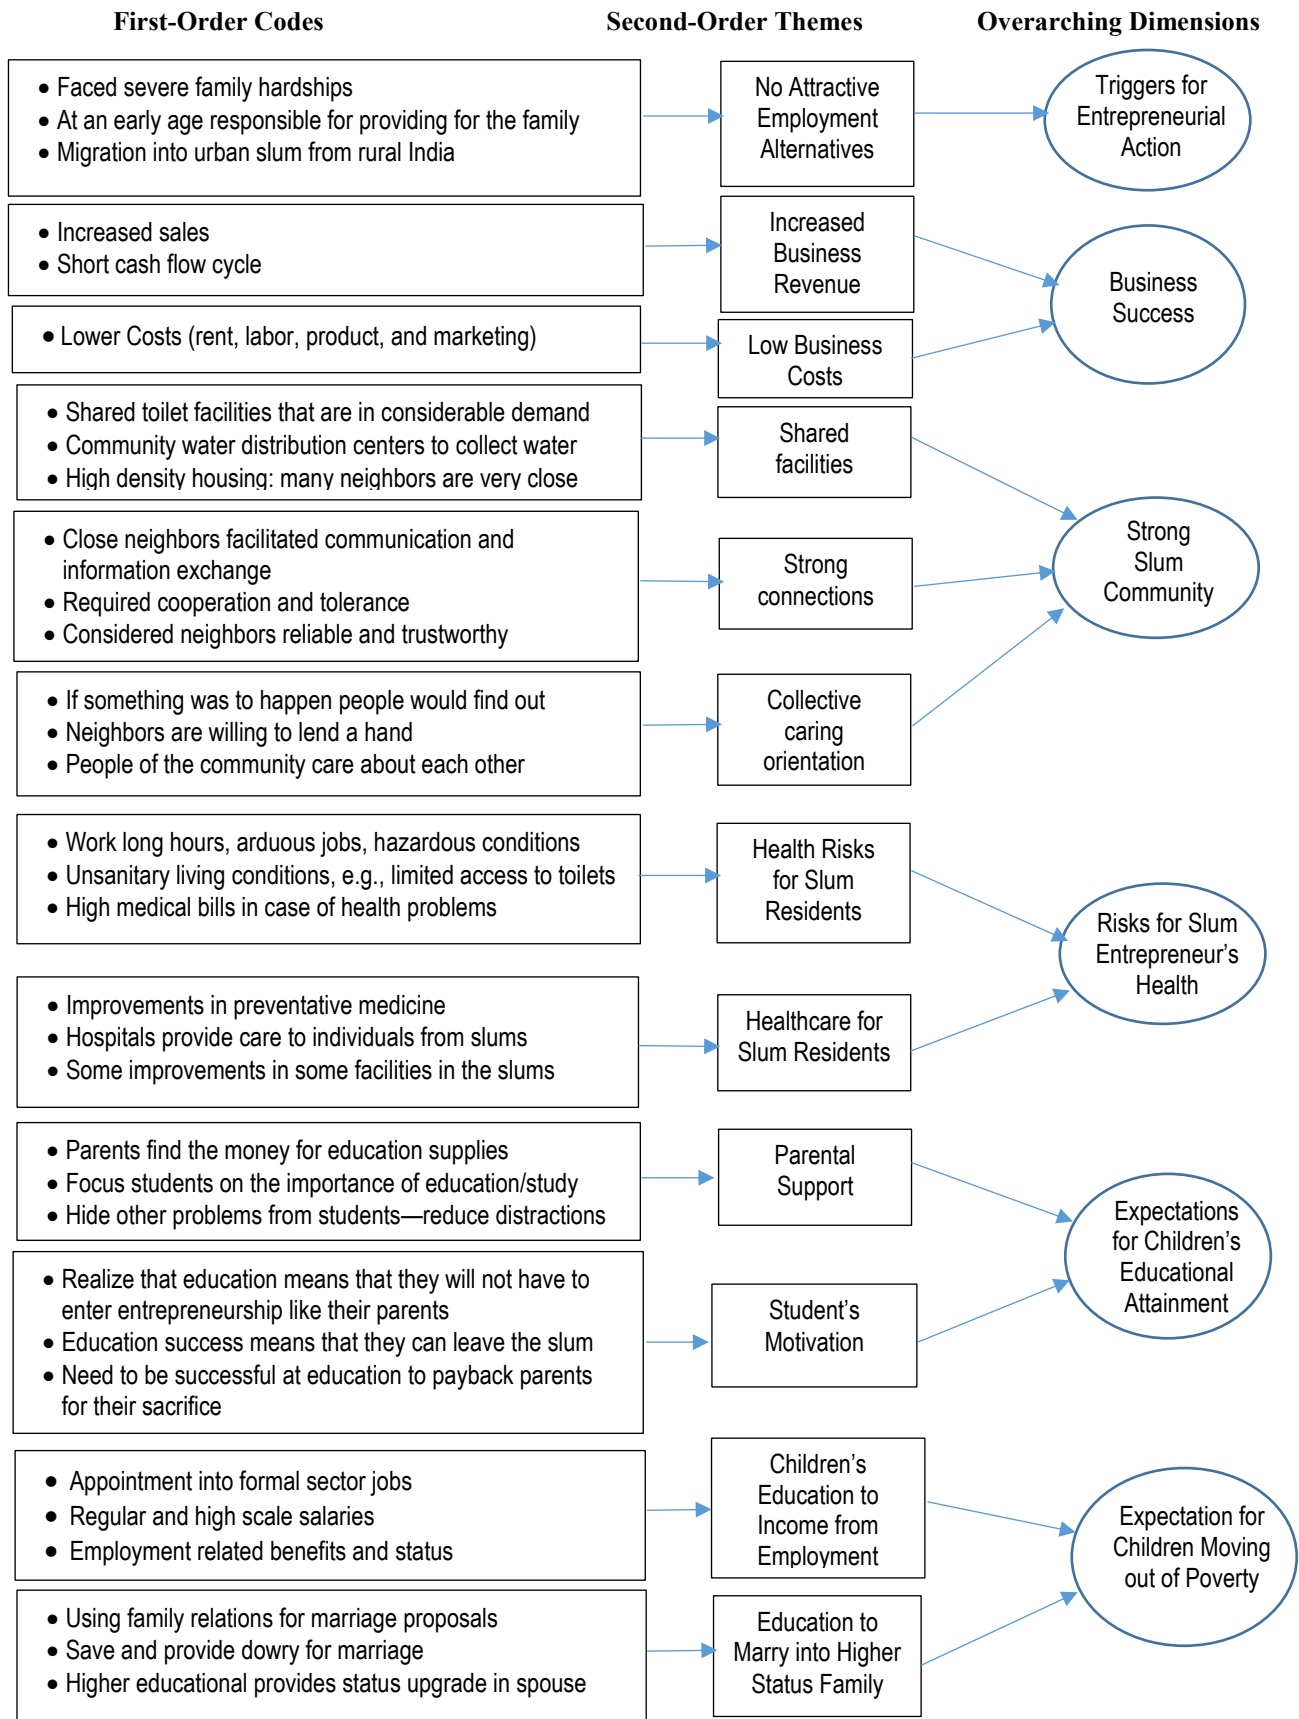 First-Order Codes
Second-Order Themes
Overarching Dimensions
• Faced severe family hardships
• At an early age responsible for providing for the family
• Migration into urban slum from rural India
No Attractive
Employment
Alternatives
Triggers for
Entrepreneurial
Action
• Increased sales
• Short cash flow cycle
Increased
Business
Revenue
Business
Success
• Lower Costs (rent, labor, product, and marketing)
Low Business
Costs
• Shared toilet facilities that are in considerable demand
• Community water distribution centers to collect water
• High density housing: many neighbors are very close
Shared
facilities
• Close neighbors facilitated communication and
information exchange
• Required cooperation and tolerance
• Considered neighbors reliable and trustworthy
Strong
connections
Strong
Slum
Community
• If something was to happen people would find out
• Neighbors are willing to lend a hand
• People of the community care about each other
Collective
caring
orientation
• Work long hours, arduous jobs, hazardous conditions
• Unsanitary living conditions, e.g., limited access to toilets
• High medical bills in case of health problems
Health Risks
for Slum
Residents
Risks for Slum
Entrepreneur's
Health
• Improvements in preventative medicine
• Hospitals provide care to individuals from slums
• Some improvements in some facilities in the slums
Healthcare for
Slum Residents
• Parents find the money for education supplies
• Focus students on the importance of education/study
• Hide other problems from students—reduce distractions
Parental
Support
Expectations
for Children's
Educational
Attainment
• Realize that education means that they will not have to
enter entrepreneurship like their parents
• Education success means that they can leave the slum
• Need to be successful at education to payback parents
for their sacrifice
Student's
Motivation
• Appointment into formal sector jobs
• Regular and high scale salaries
• Employment related benefits and status
Children's
Education to
Income from
Employment
Expectation for
Children Moving
out of Poverty
• Using family relations for marriage proposals
• Save and provide dowry for marriage
• Higher educational provides status upgrade in spouse
Education to
Marry into Higher
Status Family